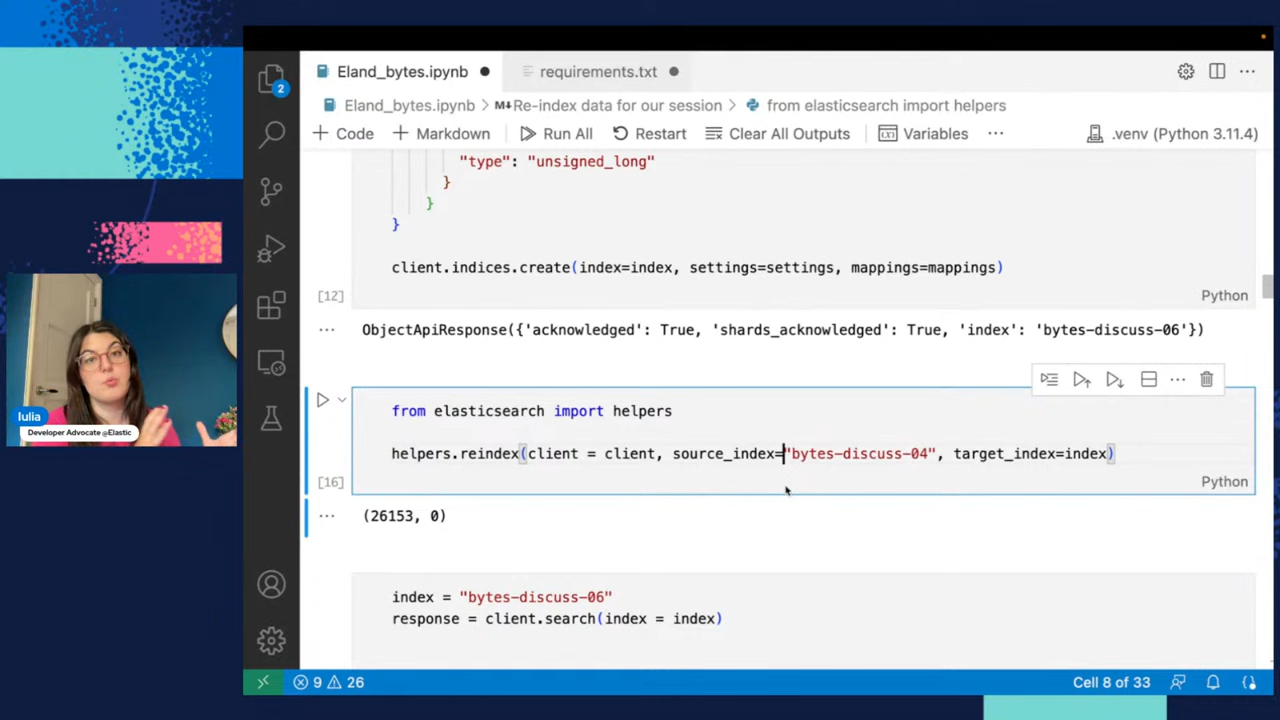 Eland_bytes.ipynb
requirements.txt
2
Eland_bytes.ipynb > M↓Re-index data for our session > from elasticsearch import helpers
+ Code + Markdown Run All Restart Clear All Outputs Variables ... .venv (Python 3.11.4)
"type": "unsigned_long"
}
}
}
client.indices.create(index=index, settings=settings, mappings=mappings)
[12] Python
... ObjectApiResponse({'acknowledged': True, 'shards_acknowledged': True, 'index': 'bytes-discuss-06'})
from elasticsearch import helpers
helpers.reindex(client = client, source_index="bytes-discuss-04", target_index=index)
[16] Python
... (26153, 0)
index = "bytes-discuss-06"
response = client.search(index = index)
Iulia
Developer Advocate @Elastic
9 26 Cell 8 of 33